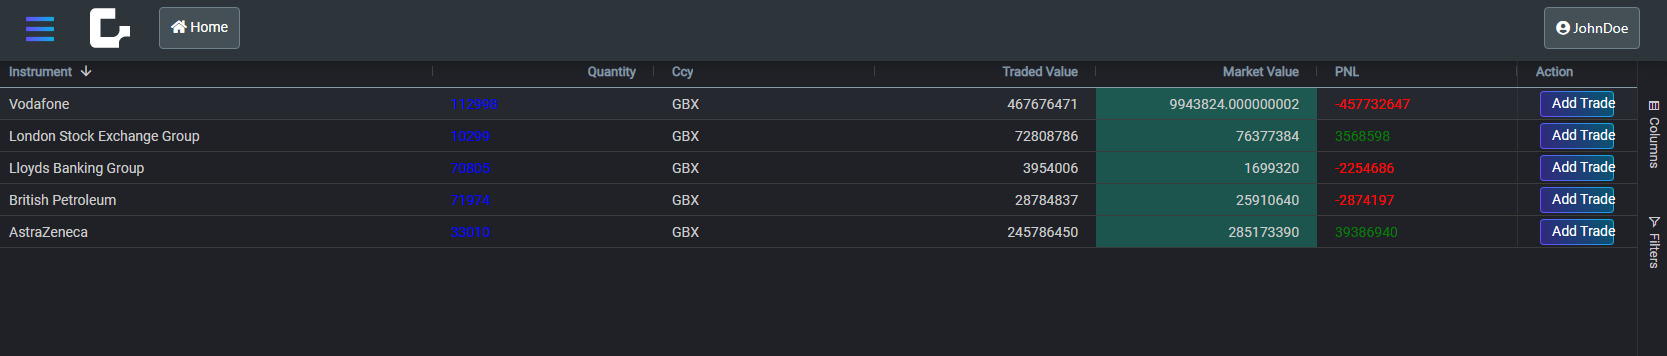 Home JohnDoe
Instrument Quantity Ccy Traded Value Market Value PNL Action
Vodafone GBX 467676471 9943824.000000002 -457732647 Add Trade
London Stock Exchange Group 10299 GBX 72808786 76377384 3568598 Add Trade
Lloyds Banking Group GBX 3954006 1699320 -2254686 Add Trade
British Petroleum 71974 GBX 28784837 25910640 -2874197 Add Trade
AstraZeneca 33010 GBX 245786450 285173390 39386940 Add Trade
Columns
Filters